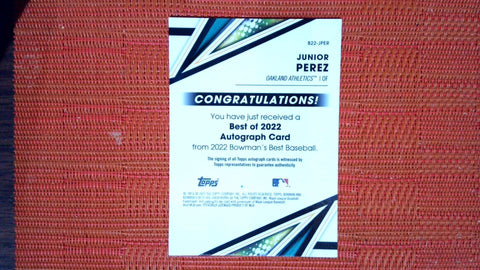 B22-JPER
JUNIOR
PEREZ
OAKLAND ATHLETICS™ | OF
CONGRATULATIONS!
You have just received a
Best of 2022
Autograph Card
from 2022 Bowman's Best Baseball.
The signing of all Topps autograph cards is witnessed by
Topps representatives to guarantee authenticity.
Topps